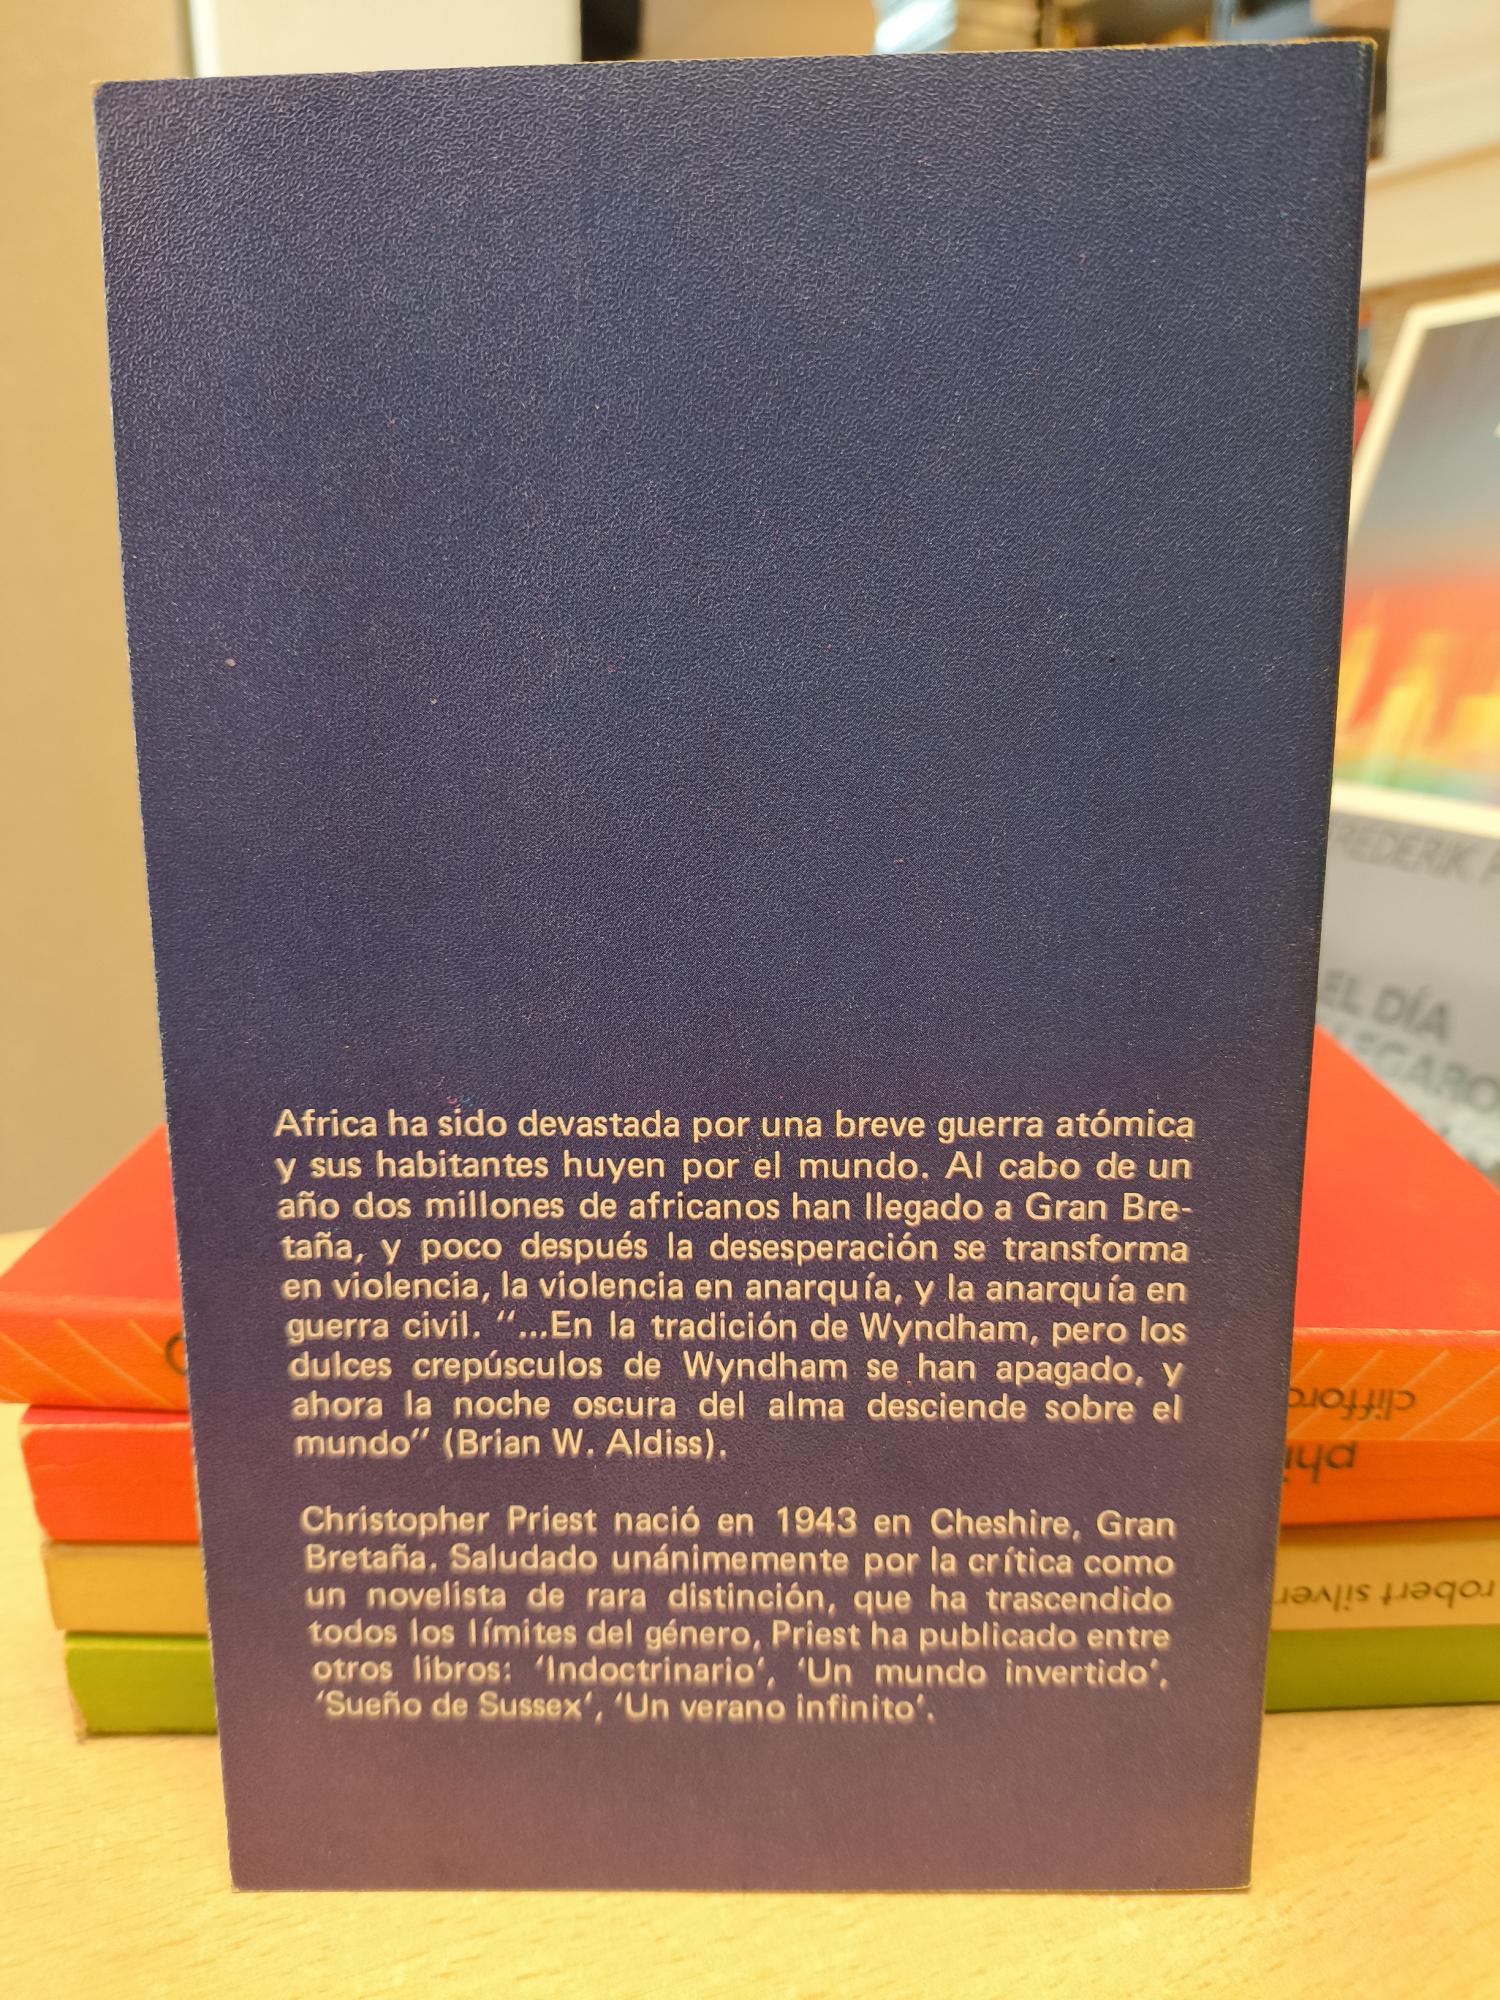 Africa ha sido devastada por una breve guerra atómica
y sus habitantes huyen por el mundo. Al cabo de un
año dos millones de africanos han llegado a Gran Bre-
taña, y poco después la desesperación se transforma
en violencia, la violencia en anarquía, y la anarquía en
guerra civil. “...En la tradición de Wyndham, pero los
dulces crepúsculos de Wyndham se han apagado, y
ahora la noche oscura del alma desciende sobre el
mundo” (Brian W. Aldiss).
Christopher Priest nació en 1943 en Cheshire, Gran
Bretaña. Saludado unánimemente por la crítica como
un novelista de rara distinción, que ha trascendido
todos los límites del género, Priest ha publicado entre
otros libros: ‘Indoctrinario’, ‘Un mundo invertido’,
‘Sueño de Sussex’, ‘Un verano infinito’.
EL DÍA
robert